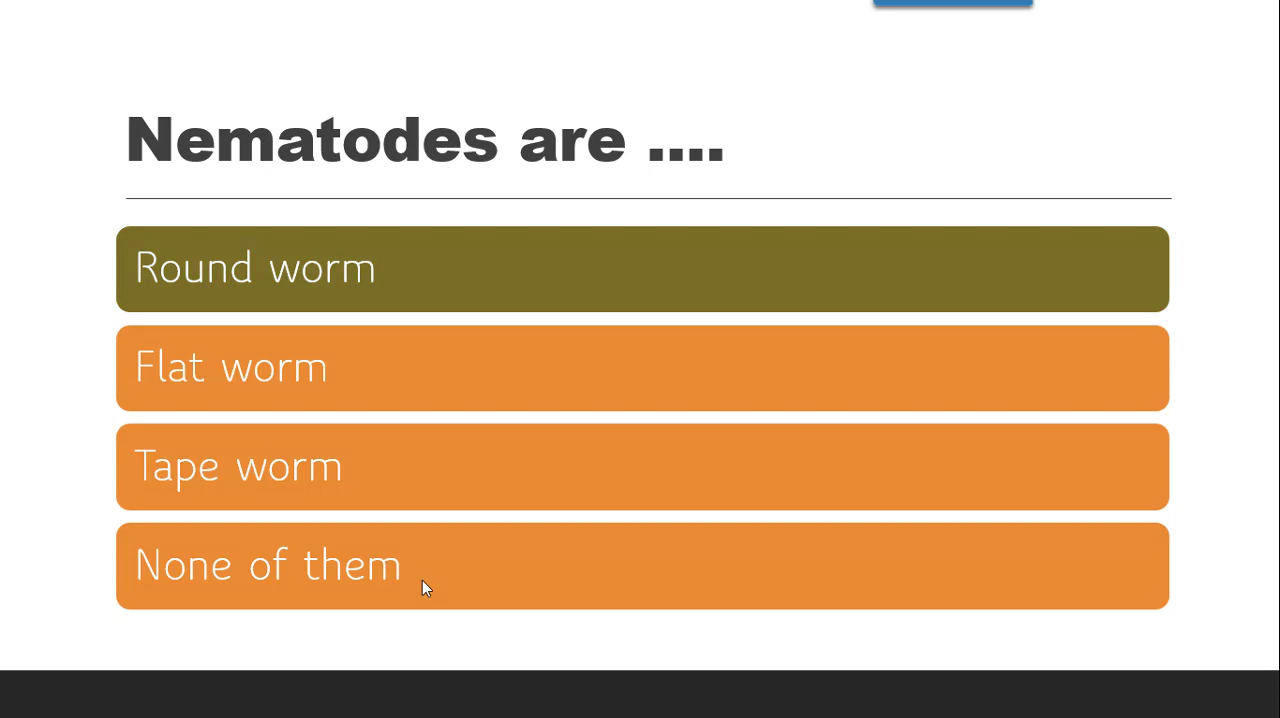 Nematodes are ....
Round worm
Flat worm
Tape worm
None of them